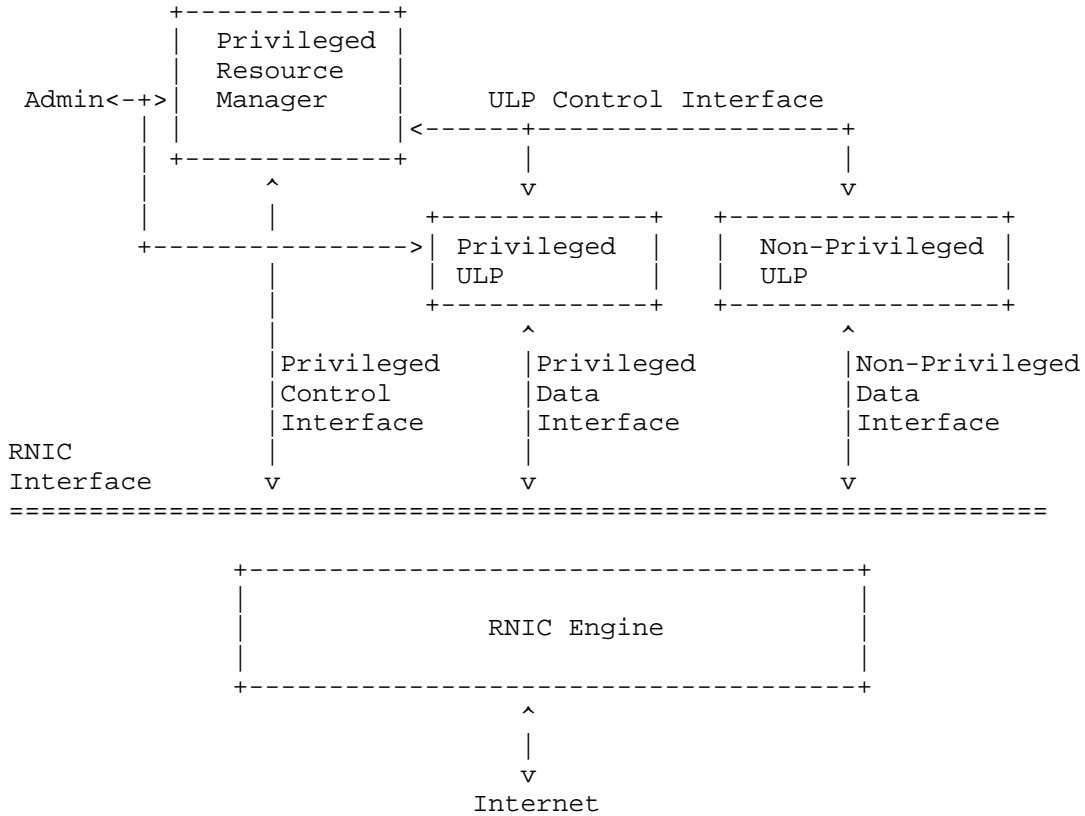 Privileged
Resource
Admin Manager ULP Control Interface
Privileged Non-Privileged
ULP ULP
Privileged Privileged Non-Privileged
Control Data Data
Interface Interface Interface
RNIC
Interface
RNIC Engine
Internet